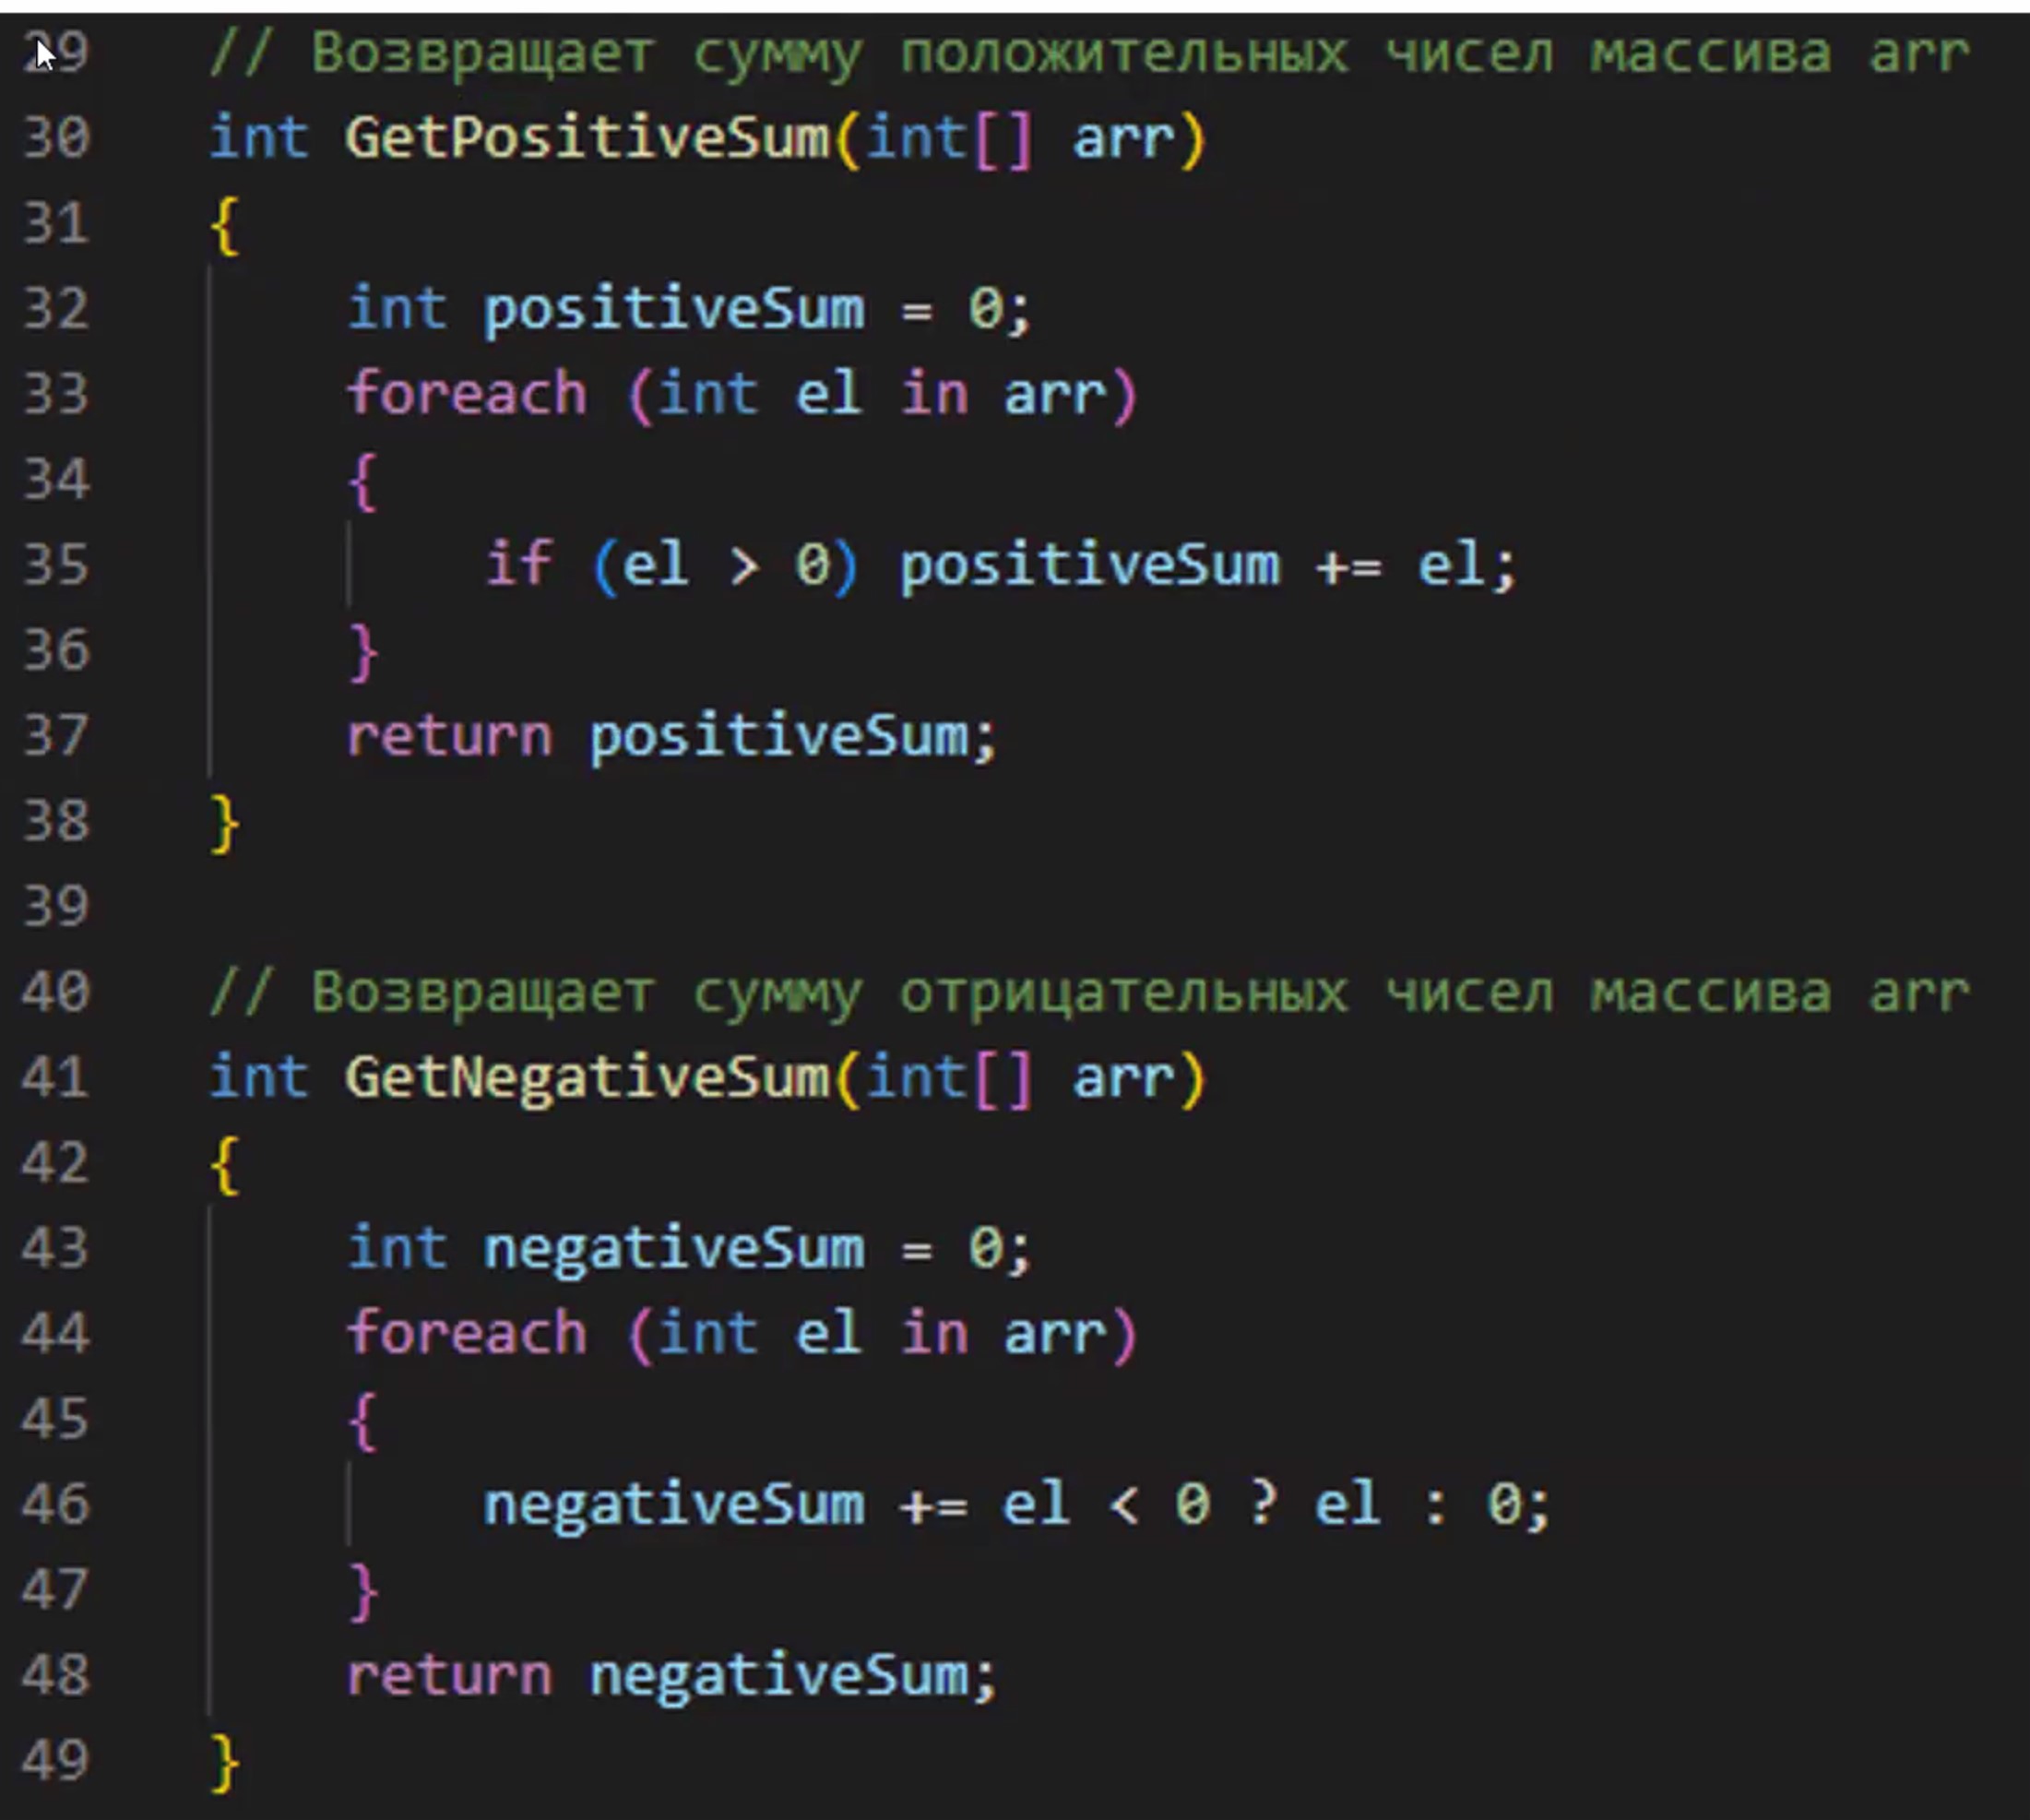 29 // Возвращает сумму положительных чисел массива arr
30 int GetPositiveSum(int[] arr)
31 {
32 int positiveSum = 0;
33 foreach (int el in arr)
34 {
35 if (el > 0) positiveSum += el;
36 }
37 return positiveSum;
38 }
39
40 // Возвращает сумму отрицательных чисел массива arr
41 int GetNegativeSum(int[] arr)
42 {
43 int negativeSum = 0;
44 foreach (int el in arr)
45 {
46 negativeSum += el < 0 ? el : 0;
47 }
48 return negativeSum;
49 }